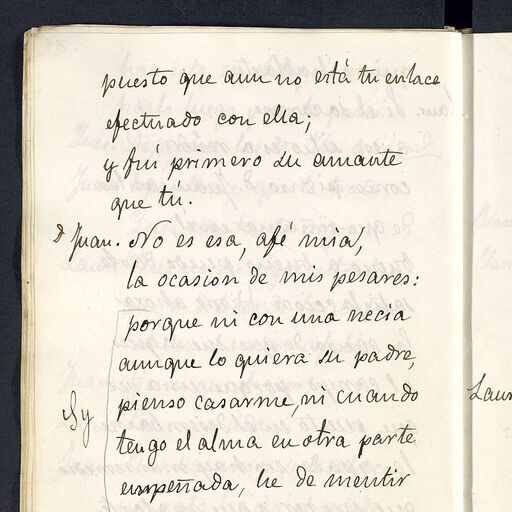 puesto que aun no está tu enlace
efectuado con ella;
y fuí primero su amante
que tú.
D Juan. No es esa, afé mia,
la ocasion de mis pesares:
porque ni con una necia
aunque lo quiera su padre,
pienso casarme, ni cuando
Sy
tengo el alma en otra parte
empeñada, he de mentir
Laur